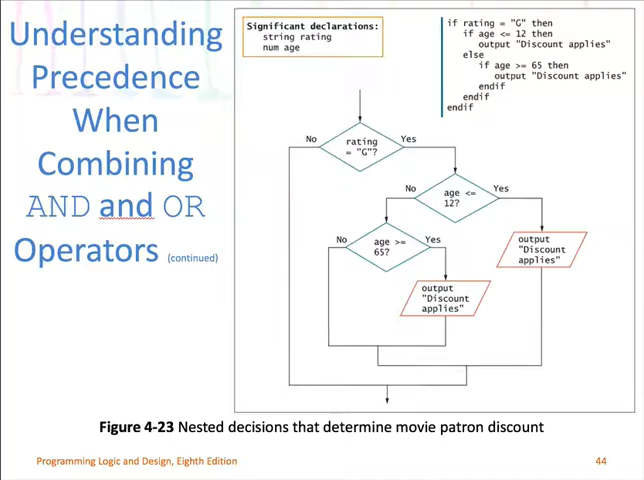 Understanding
Precedence
When
Combining
AND and OR
Operators (continued)
Significant declarations:
string rating
num age
if rating = "G" then
if age <= 12 then
output "Discount applies"
else
if age >= 65 then
output "Discount applies"
endif
endif
endif
No
rating
= "G"?
Yes
No
age <=
12?
Yes
No
age >=
65?
Yes
output
"Discount
applies"
output
"Discount
applies"
Figure 4-23 Nested decisions that determine movie patron discount
Programming Logic and Design, Eighth Edition
44